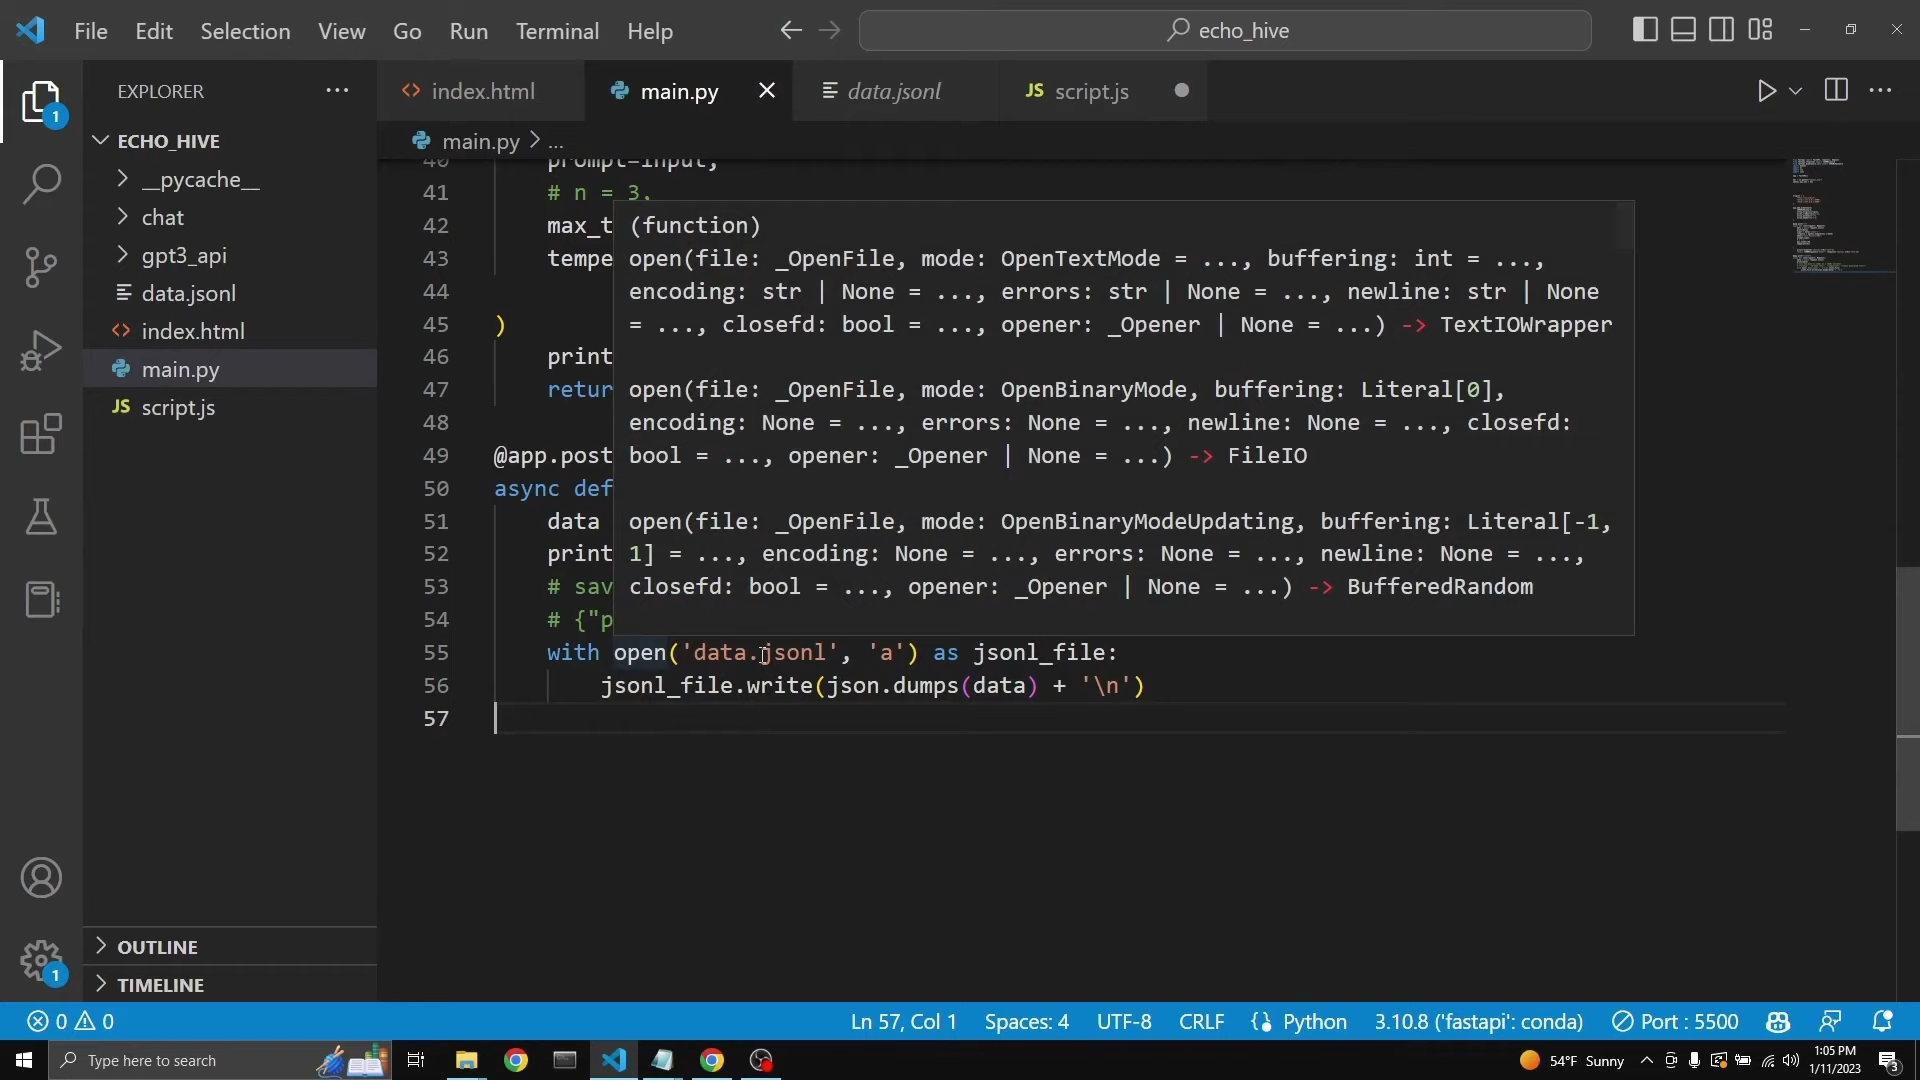 File Edit Selection View Go Run Terminal Help echo_hive
EXPLORER
index.html main.py data.jsonl script.js
1
ECHO_HIVE
main.py > ...
__pycache__
chat
gpt3_api
data.jsonl
index.html
main.py
script.js
40 prompt=input,
41 # n = 3,
42 max_t
43 tempe
44
45 )
46 print
47 retur
48
49 @app.post
50 async def
51 data
52 print
53 # sav
54 # {"p
55 with open('data.jsonl', 'a') as jsonl_file:
56 jsonl_file.write(json.dumps(data) + '\n')
57
(function)
open(file: _OpenFile, mode: OpenTextMode = ..., buffering: int = ...,
encoding: str | None = ..., errors: str | None = ..., newline: str | None
= ..., closefd: bool = ..., opener: _Opener | None = ...) -> TextIOWrapper
open(file: _OpenFile, mode: OpenBinaryMode, buffering: Literal[0],
encoding: None = ..., errors: None = ..., newline: None = ..., closefd:
bool = ..., opener: _Opener | None = ...) -> FileIO
open(file: _OpenFile, mode: OpenBinaryModeUpdating, buffering: Literal[-1,
1] = ..., encoding: None = ..., errors: None = ..., newline: None = ...,
closefd: bool = ..., opener: _Opener | None = ...) -> BufferedRandom
OUTLINE
1
TIMELINE
0 0 Ln 57, Col 1 Spaces: 4 UTF-8 CRLF Python 3.10.8 ('fastapi': conda) Port : 5500
Type here to search 54°F Sunny 1:05 PM
1/11/2023
3